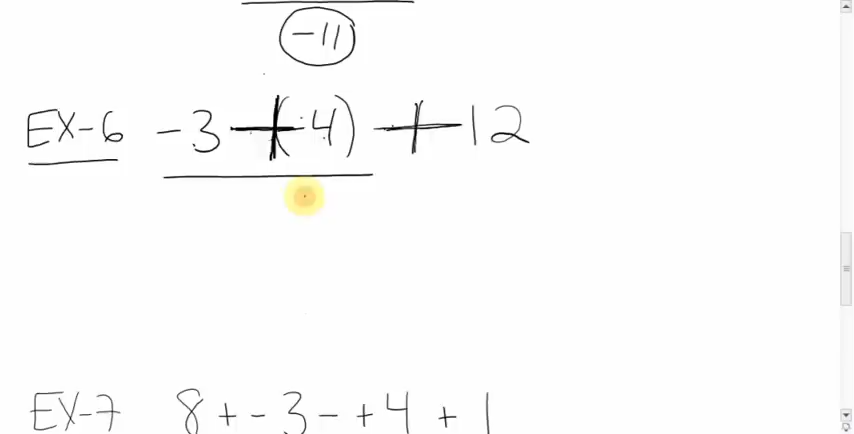 -11
EX-6 -3 +(-4) + 12
EX-7 8 + - 3 - + 4 + 1